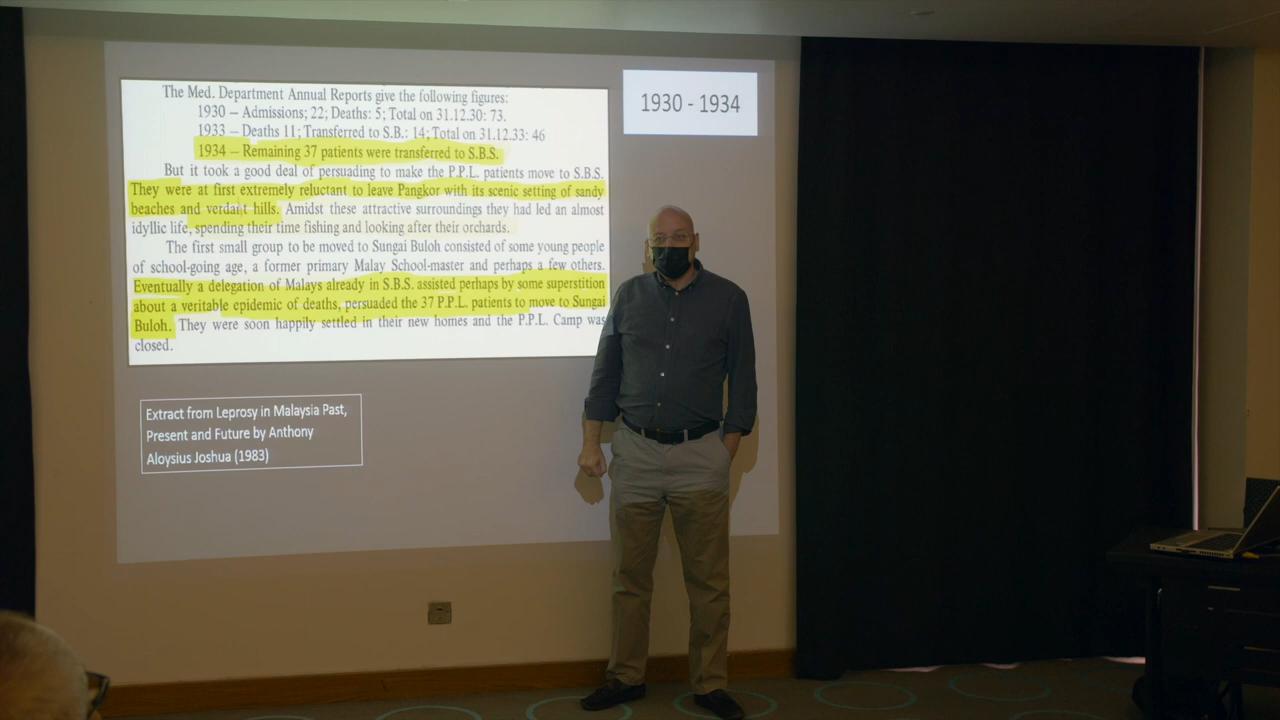 The Med. Department Annual Reports give the following figures:
1930 – Admissions; 22; Deaths: 5; Total on 31.12.30: 73.
1933 – Deaths 11; Transferred to S.B.: 14; Total on 31.12.33: 46
1934 – Remaining 37 patients were transferred to S.B.S.
But it took a good deal of persuading to make the P.P.L. patients move to S.B.S.
They were at first extremely reluctant to leave Pangkor with its scenic setting of sandy
beaches and verdant hills. Amidst these attractive surroundings they had led an almost
idyllic life, spending their time fishing and looking after their orchards.
The first small group to be moved to Sungai Buloh consisted of some young people
of school-going age, a former primary Malay School-master and perhaps a few others.
Eventually a delegation of Malays already in S.B.S. assisted perhaps by some superstition
about a veritable epidemic of deaths, persuaded the 37 P.P.L. patients to move to Sungai
Buloh. They were soon happily settled in their new homes and the P.P.L. Camp was
closed.
1930 - 1934
Extract from Leprosy in Malaysia Past,
Present and Future by Anthony
Aloysius Joshua (1983)